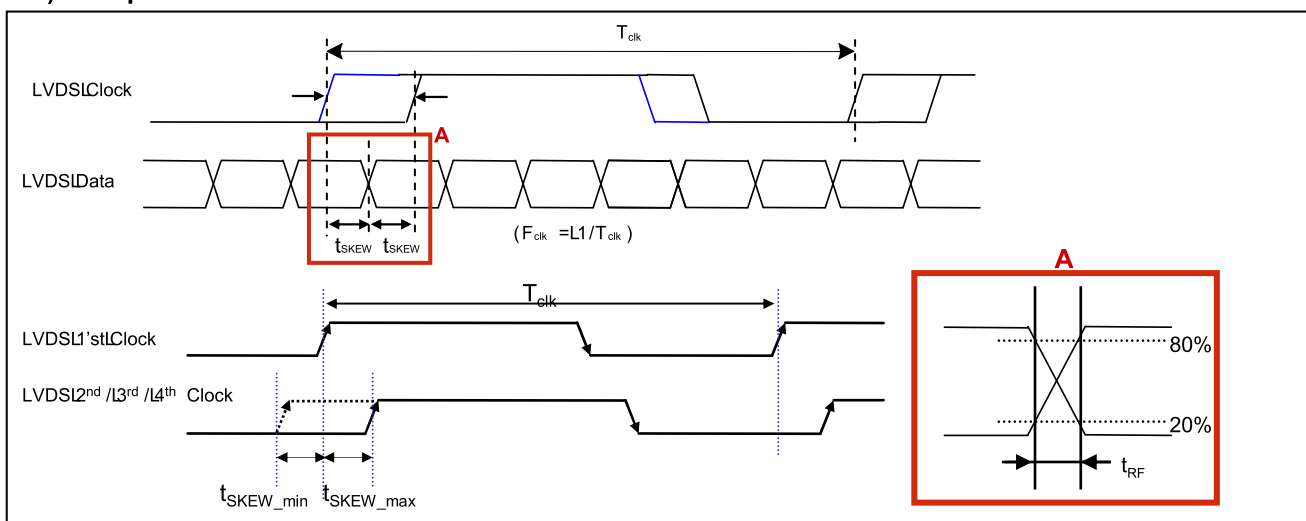 T clk
LVDSLClock
A
LVDSLData
tSKEW tSKEW
(Fclk =L1/Tclk )
A
Tclk
LVDSL1'stLClock
80%
LVDSL2nd /L3rd /L4th Clock
20%
tRF
tSKEW_min tSKEW_max